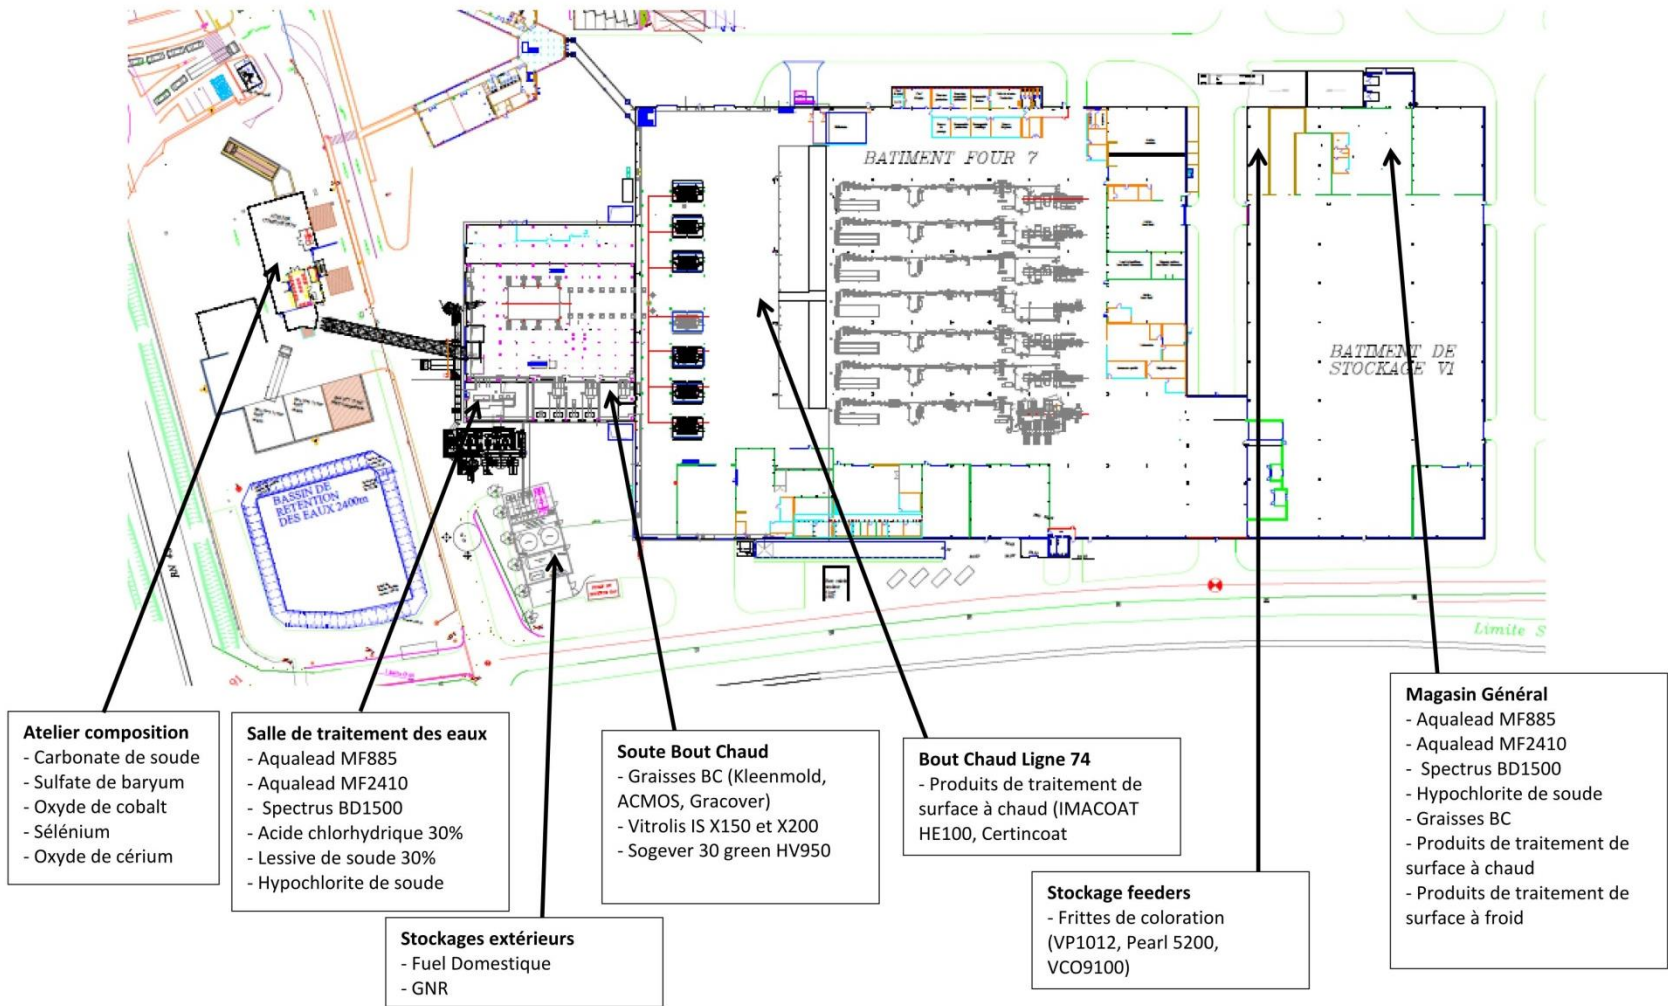 BATIMENT FOUR 7
BATIMENT DE
STOCKAGE V1
BASSIN DE
RETENTION
DES EAUX 2400m
RN
Limite S
91
Atelier composition
- Carbonate de soude
- Sulfate de baryum
- Oxyde de cobalt
- Sélénium
- Oxyde de cérium
Salle de traitement des eaux
- Aqualead MF885
- Aqualead MF2410
- Spectrus BD1500
- Acide chlorhydrique 30%
- Lessive de soude 30%
- Hypochlorite de soude
Stockages extérieurs
- Fuel Domestique
- GNR
Soute Bout Chaud
- Graisses BC (Kleenmold,
ACMOS, Gracover)
- Vitrolis IS X150 et X200
- Sogever 30 green HV950
Bout Chaud Ligne 74
- Produits de traitement de
surface à chaud (IMACOAT
HE100, Certincoat
Stockage feeders
- Frittes de coloration
(VP1012, Pearl 5200,
VCO9100)
Magasin Général
- Aqualead MF885
- Aqualead MF2410
- Spectrus BD1500
- Hypochlorite de soude
- Graisses BC
- Produits de traitement de
surface à chaud
- Produits de traitement de
surface à froid